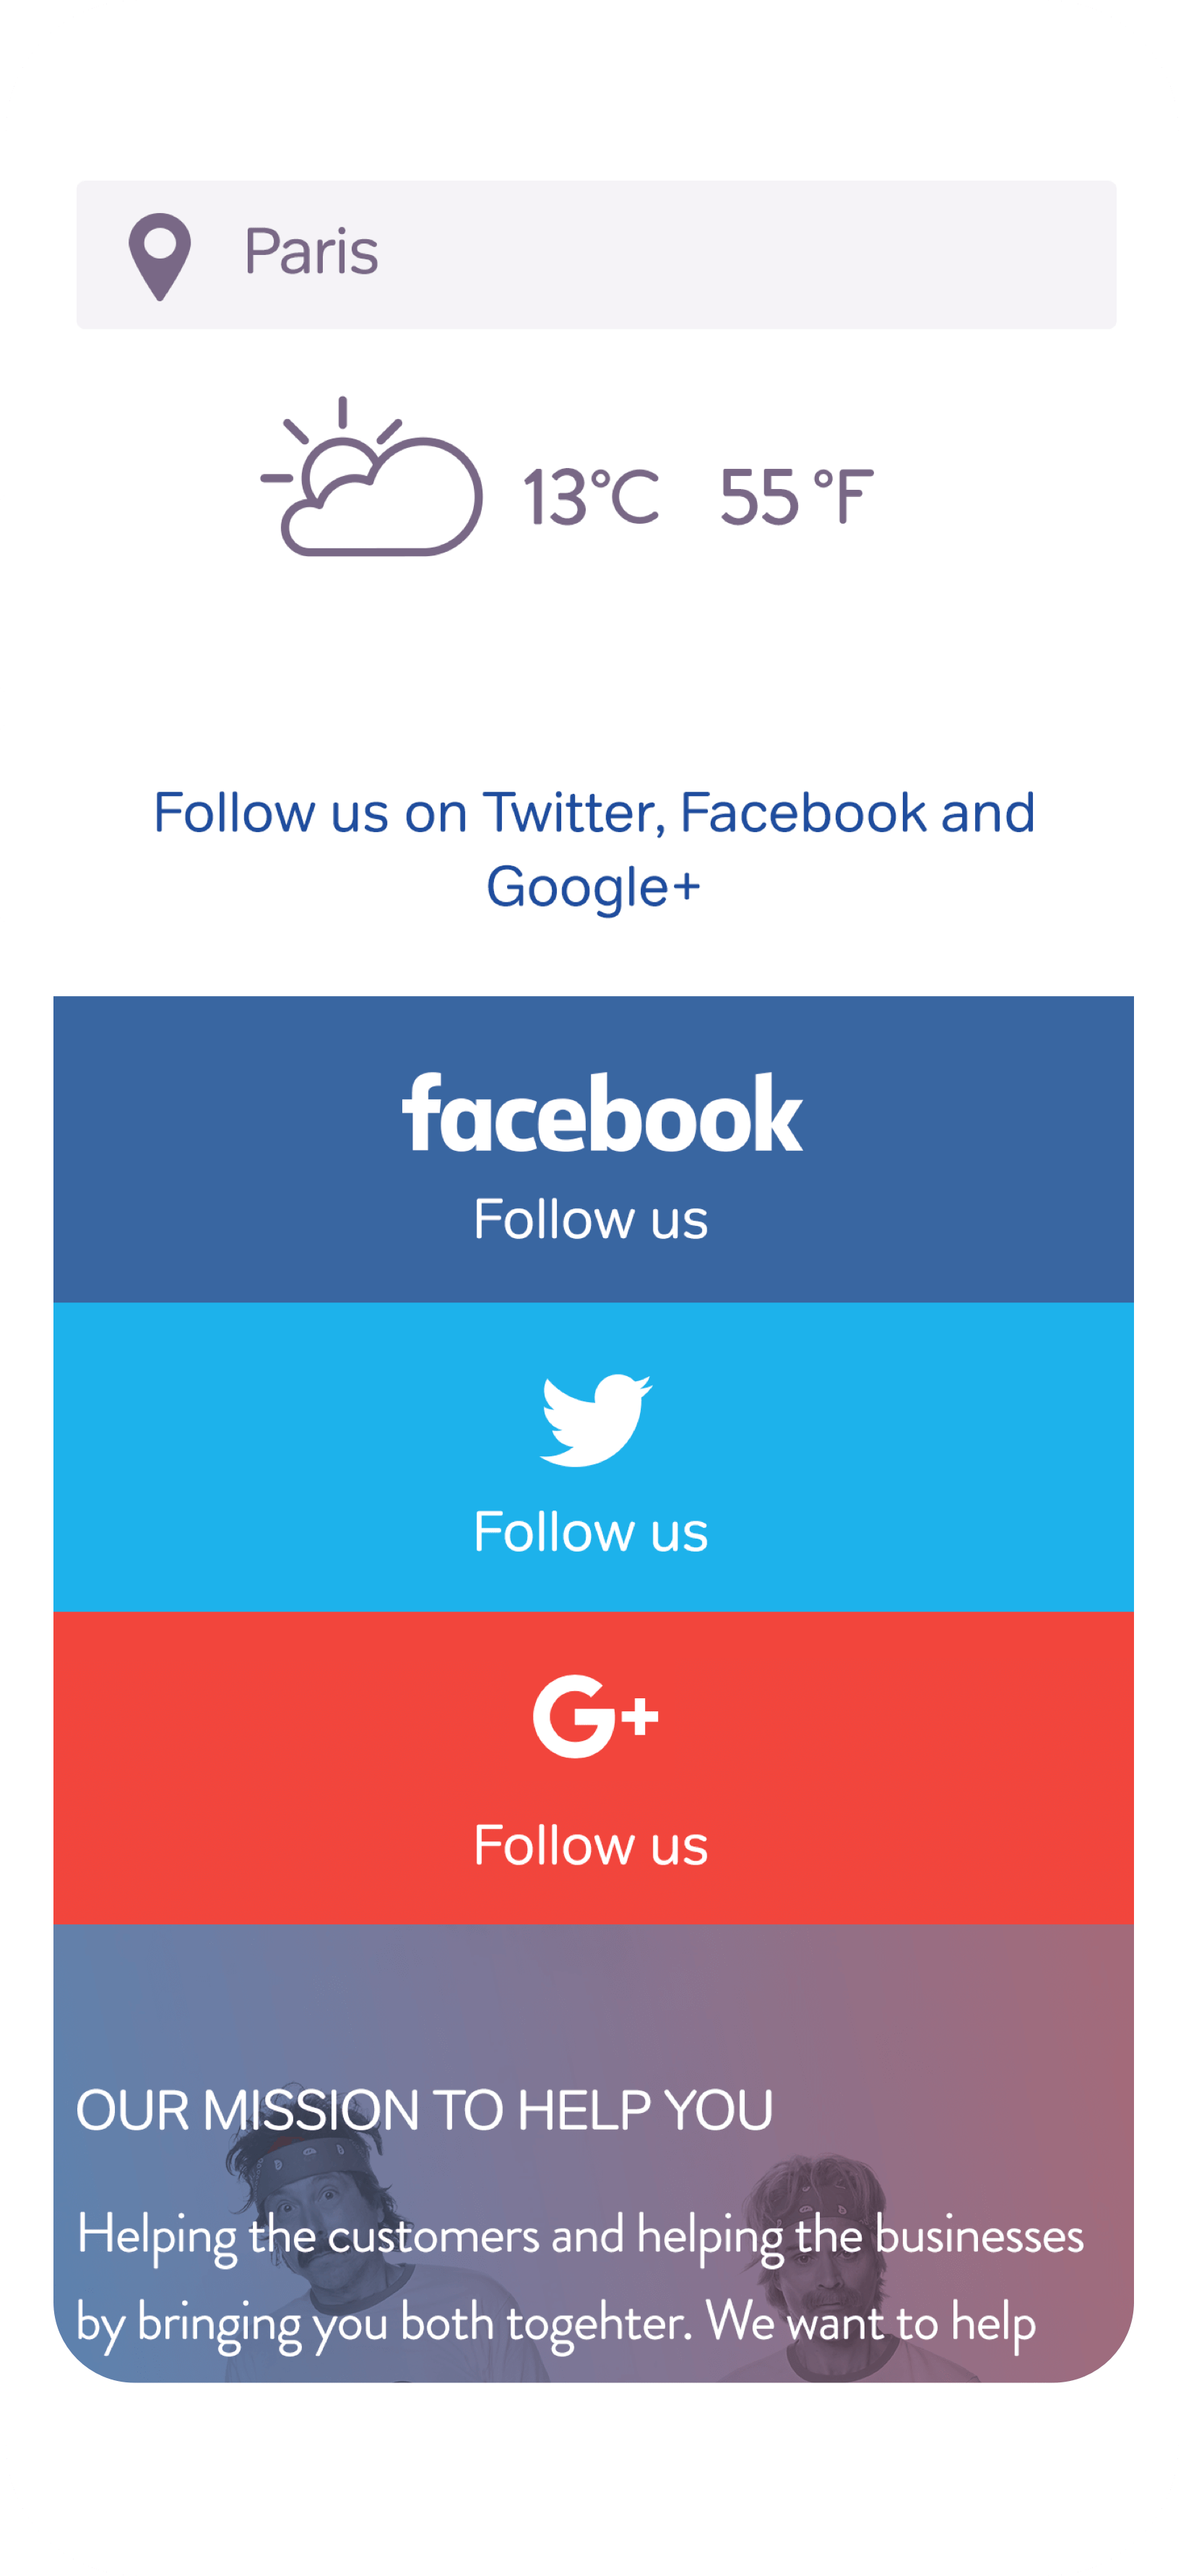 Paris
13°C 55 °F
Follow us on Twitter, Facebook and
Google+
facebook
Follow us
Follow us
G+
Follow us
OUR MISSION TO HELP YOU
Helping the customers and helping the businesses
by bringing you both togehter. We want to help